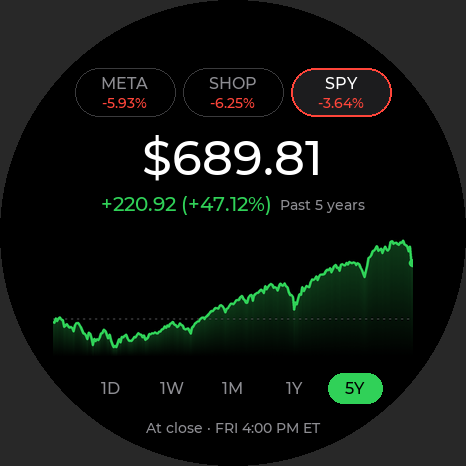 META SHOP SPY
-5.93% -6.25% -3.64%
$689.81
+220.92 (+47.12%) Past 5 years
1D 1W 1M 1Y 5Y
At close · FRI 4:00 PM ET